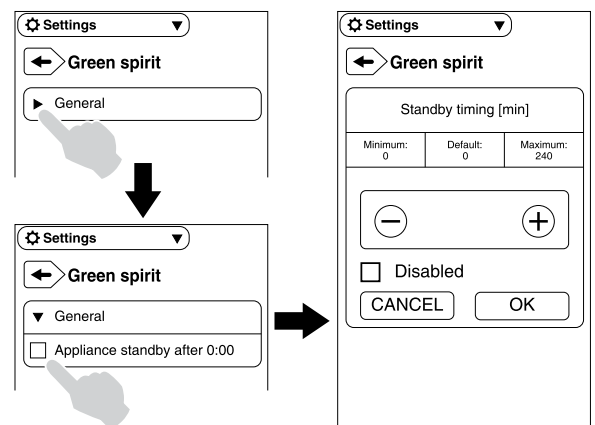 Settings
Green spirit
General
Settings
Green spirit
General
Appliance standby after 0:00
Settings
Green spirit
Standby timing [min]
Minimum: Default: Maximum:
0 0 240
Disabled
CANCEL OK